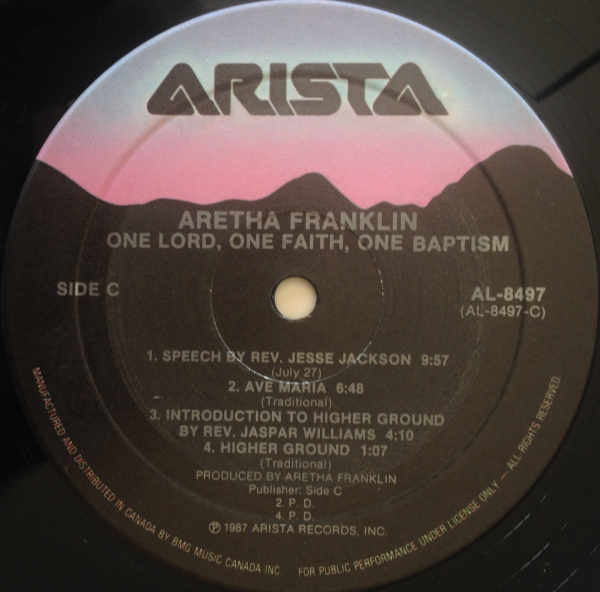 ARISTA
ARETHA FRANKLIN
ONE LORD, ONE FAITH, ONE BAPTISM
SIDE C
AL-8497
(AL-8497-C)
1. SPEECH BY REV. JESSE JACKSON 9:57
(July 27)
2. AVE MARIA 6:48
(Traditional)
3. INTRODUCTION TO HIGHER GROUND
BY REV. JASPAR WILLIAMS 4:10
4. HIGHER GROUND 1:07
(Traditional)
PRODUCED BY ARETHA FRANKLIN
Publisher: Side C
2. P. D.
4. P. D.
℗ 1987 ARISTA RECORDS, INC.
MANUFACTURED AND DISTRIBUTED IN CANADA BY BMG MUSIC CANADA INC. FOR PUBLIC PERFORMANCE UNDER LICENSE ONLY — ALL RIGHTS RESERVED.